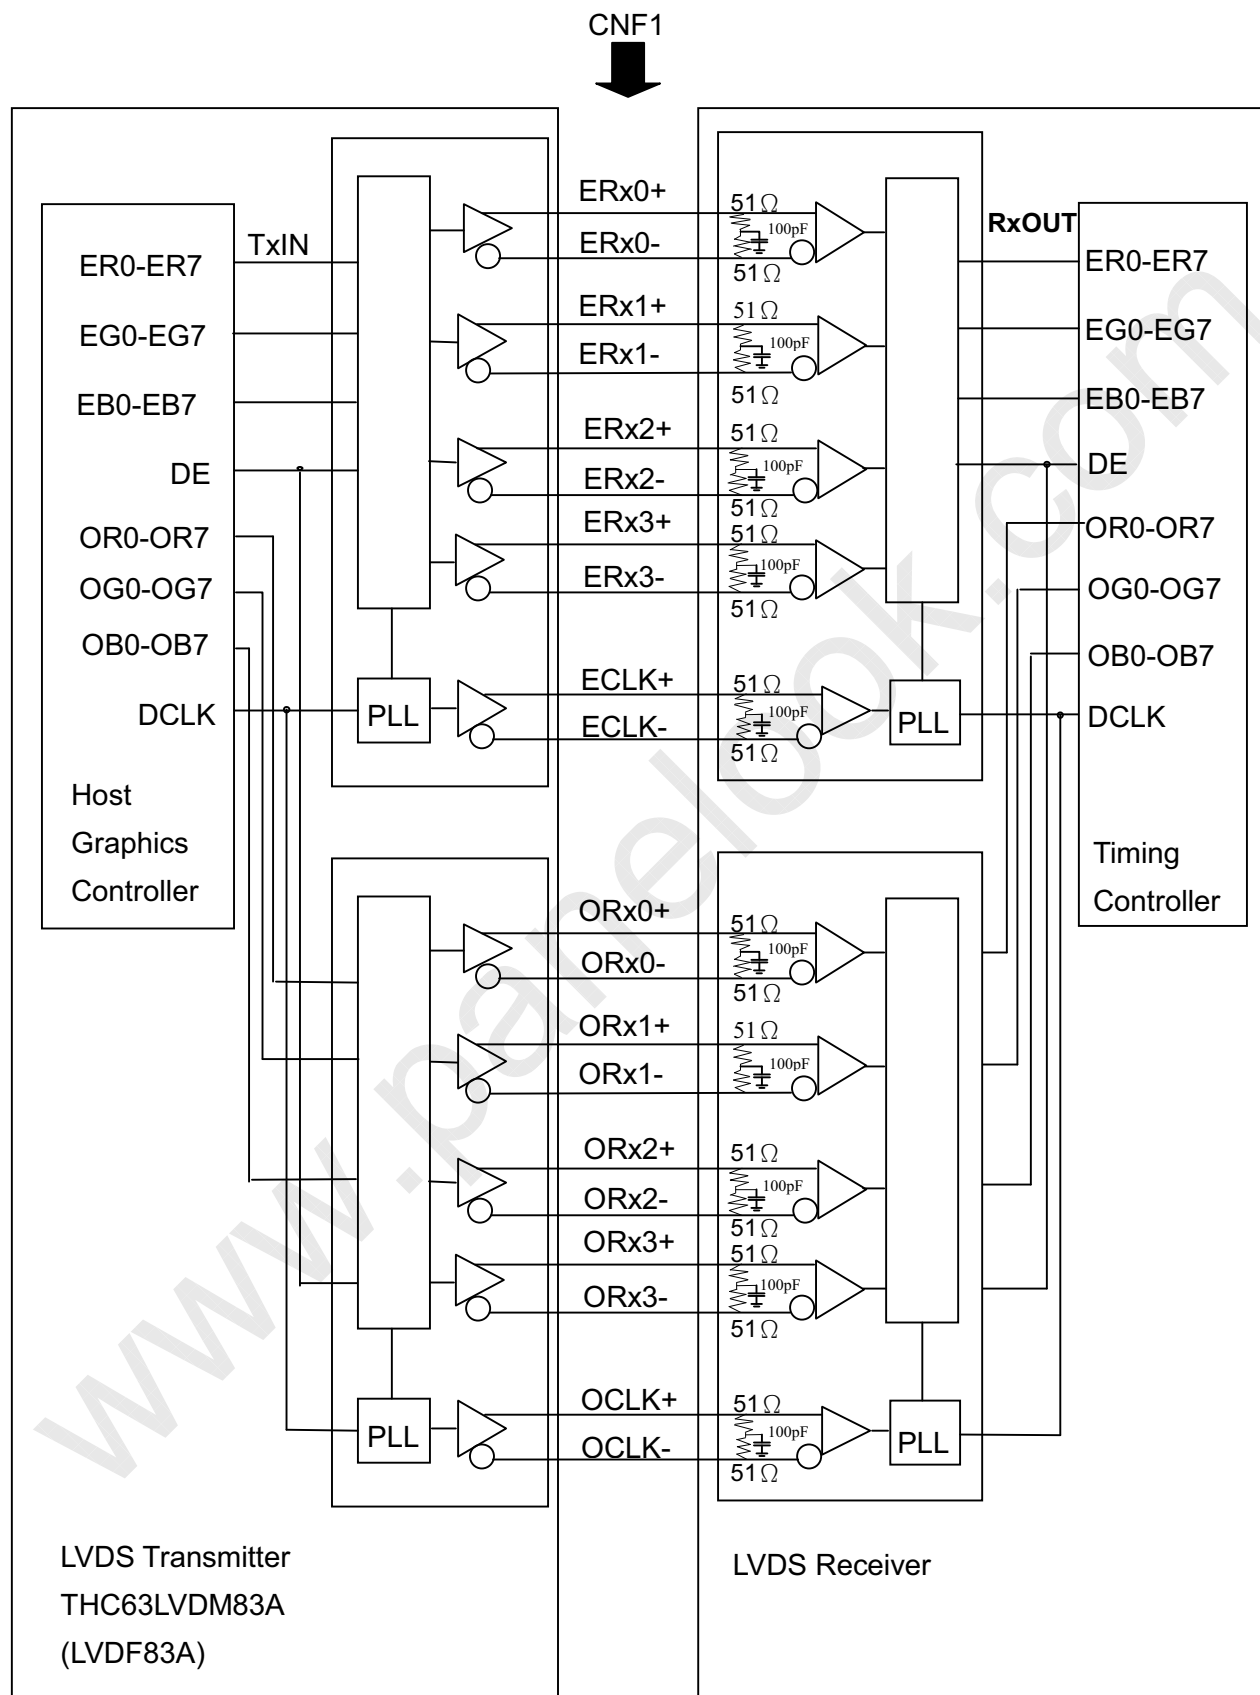 CNF1
TxIN
ER0-ER7
EG0-EG7
EB0-EB7
DE
OR0-OR7
OG0-OG7
OB0-OB7
DCLK
Host
Graphics
Controller
PLL
ERx0+
ERx0-
ERx1+
ERx1-
ERx2+
ERx2-
ERx3+
ERx3-
ECLK+
ECLK-
51Ω
100pF
51Ω
51Ω
100pF
51Ω
51Ω
100pF
51Ω
51Ω
100pF
51Ω
51Ω
100pF
51Ω
PLL
RxOUT
ER0-ER7
EG0-EG7
EB0-EB7
DE
OR0-OR7
OG0-OG7
OB0-OB7
DCLK
Timing
Controller
PLL
ORx0+
ORx0-
ORx1+
ORx1-
ORx2+
ORx2-
ORx3+
ORx3-
OCLK+
OCLK-
51Ω
100pF
51Ω
51Ω
100pF
51Ω
51Ω
100pF
51Ω
51Ω
100pF
51Ω
51Ω
100pF
51Ω
PLL
LVDS Transmitter
THC63LVDM83A
(LVDF83A)
LVDS Receiver
www.panelook.com